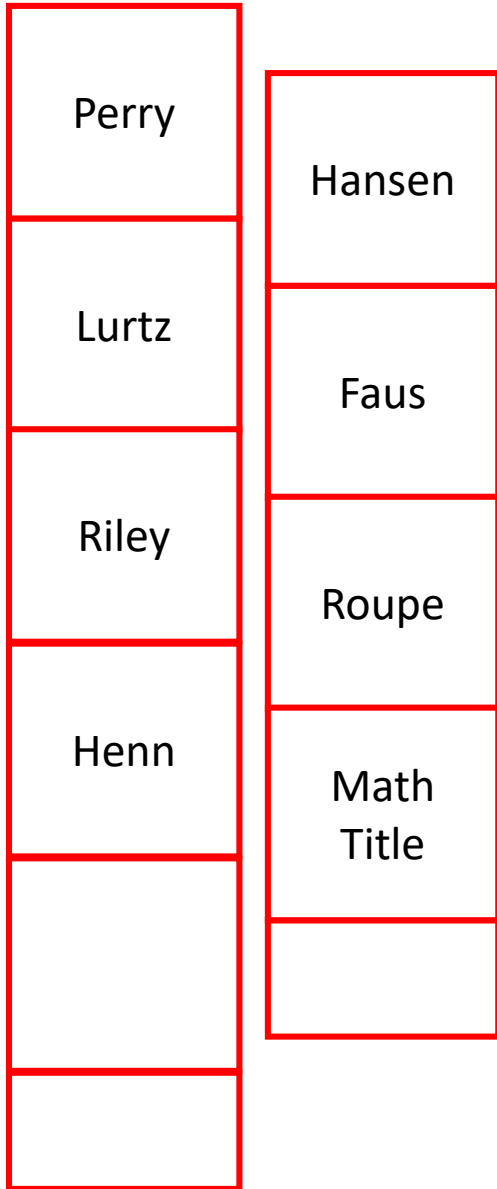 Perry
Lurtz
Riley
Henn
Hansen
Faus
Roupe
Math
Title